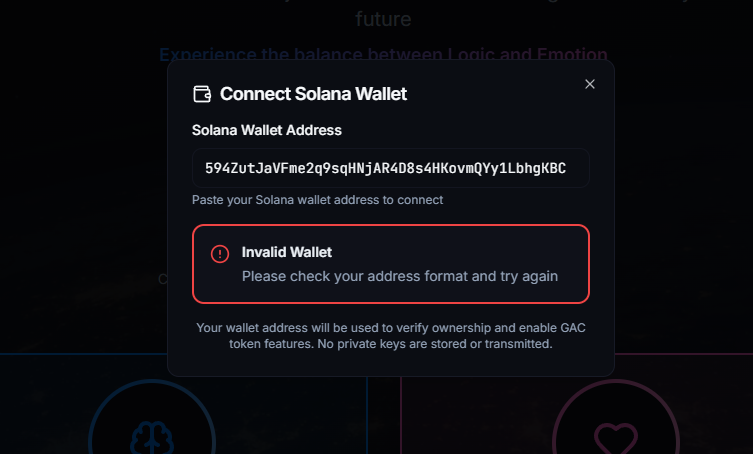 future
Experience the balance between Logic and Emotion
Connect Solana Wallet
Solana Wallet Address
594ZutJaVFme2q9sqHNjAR4D8s4HKovmQYy1LbhgKBC
Paste your Solana wallet address to connect
Invalid Wallet
Please check your address format and try again
Your wallet address will be used to verify ownership and enable GAC
token features. No private keys are stored or transmitted.